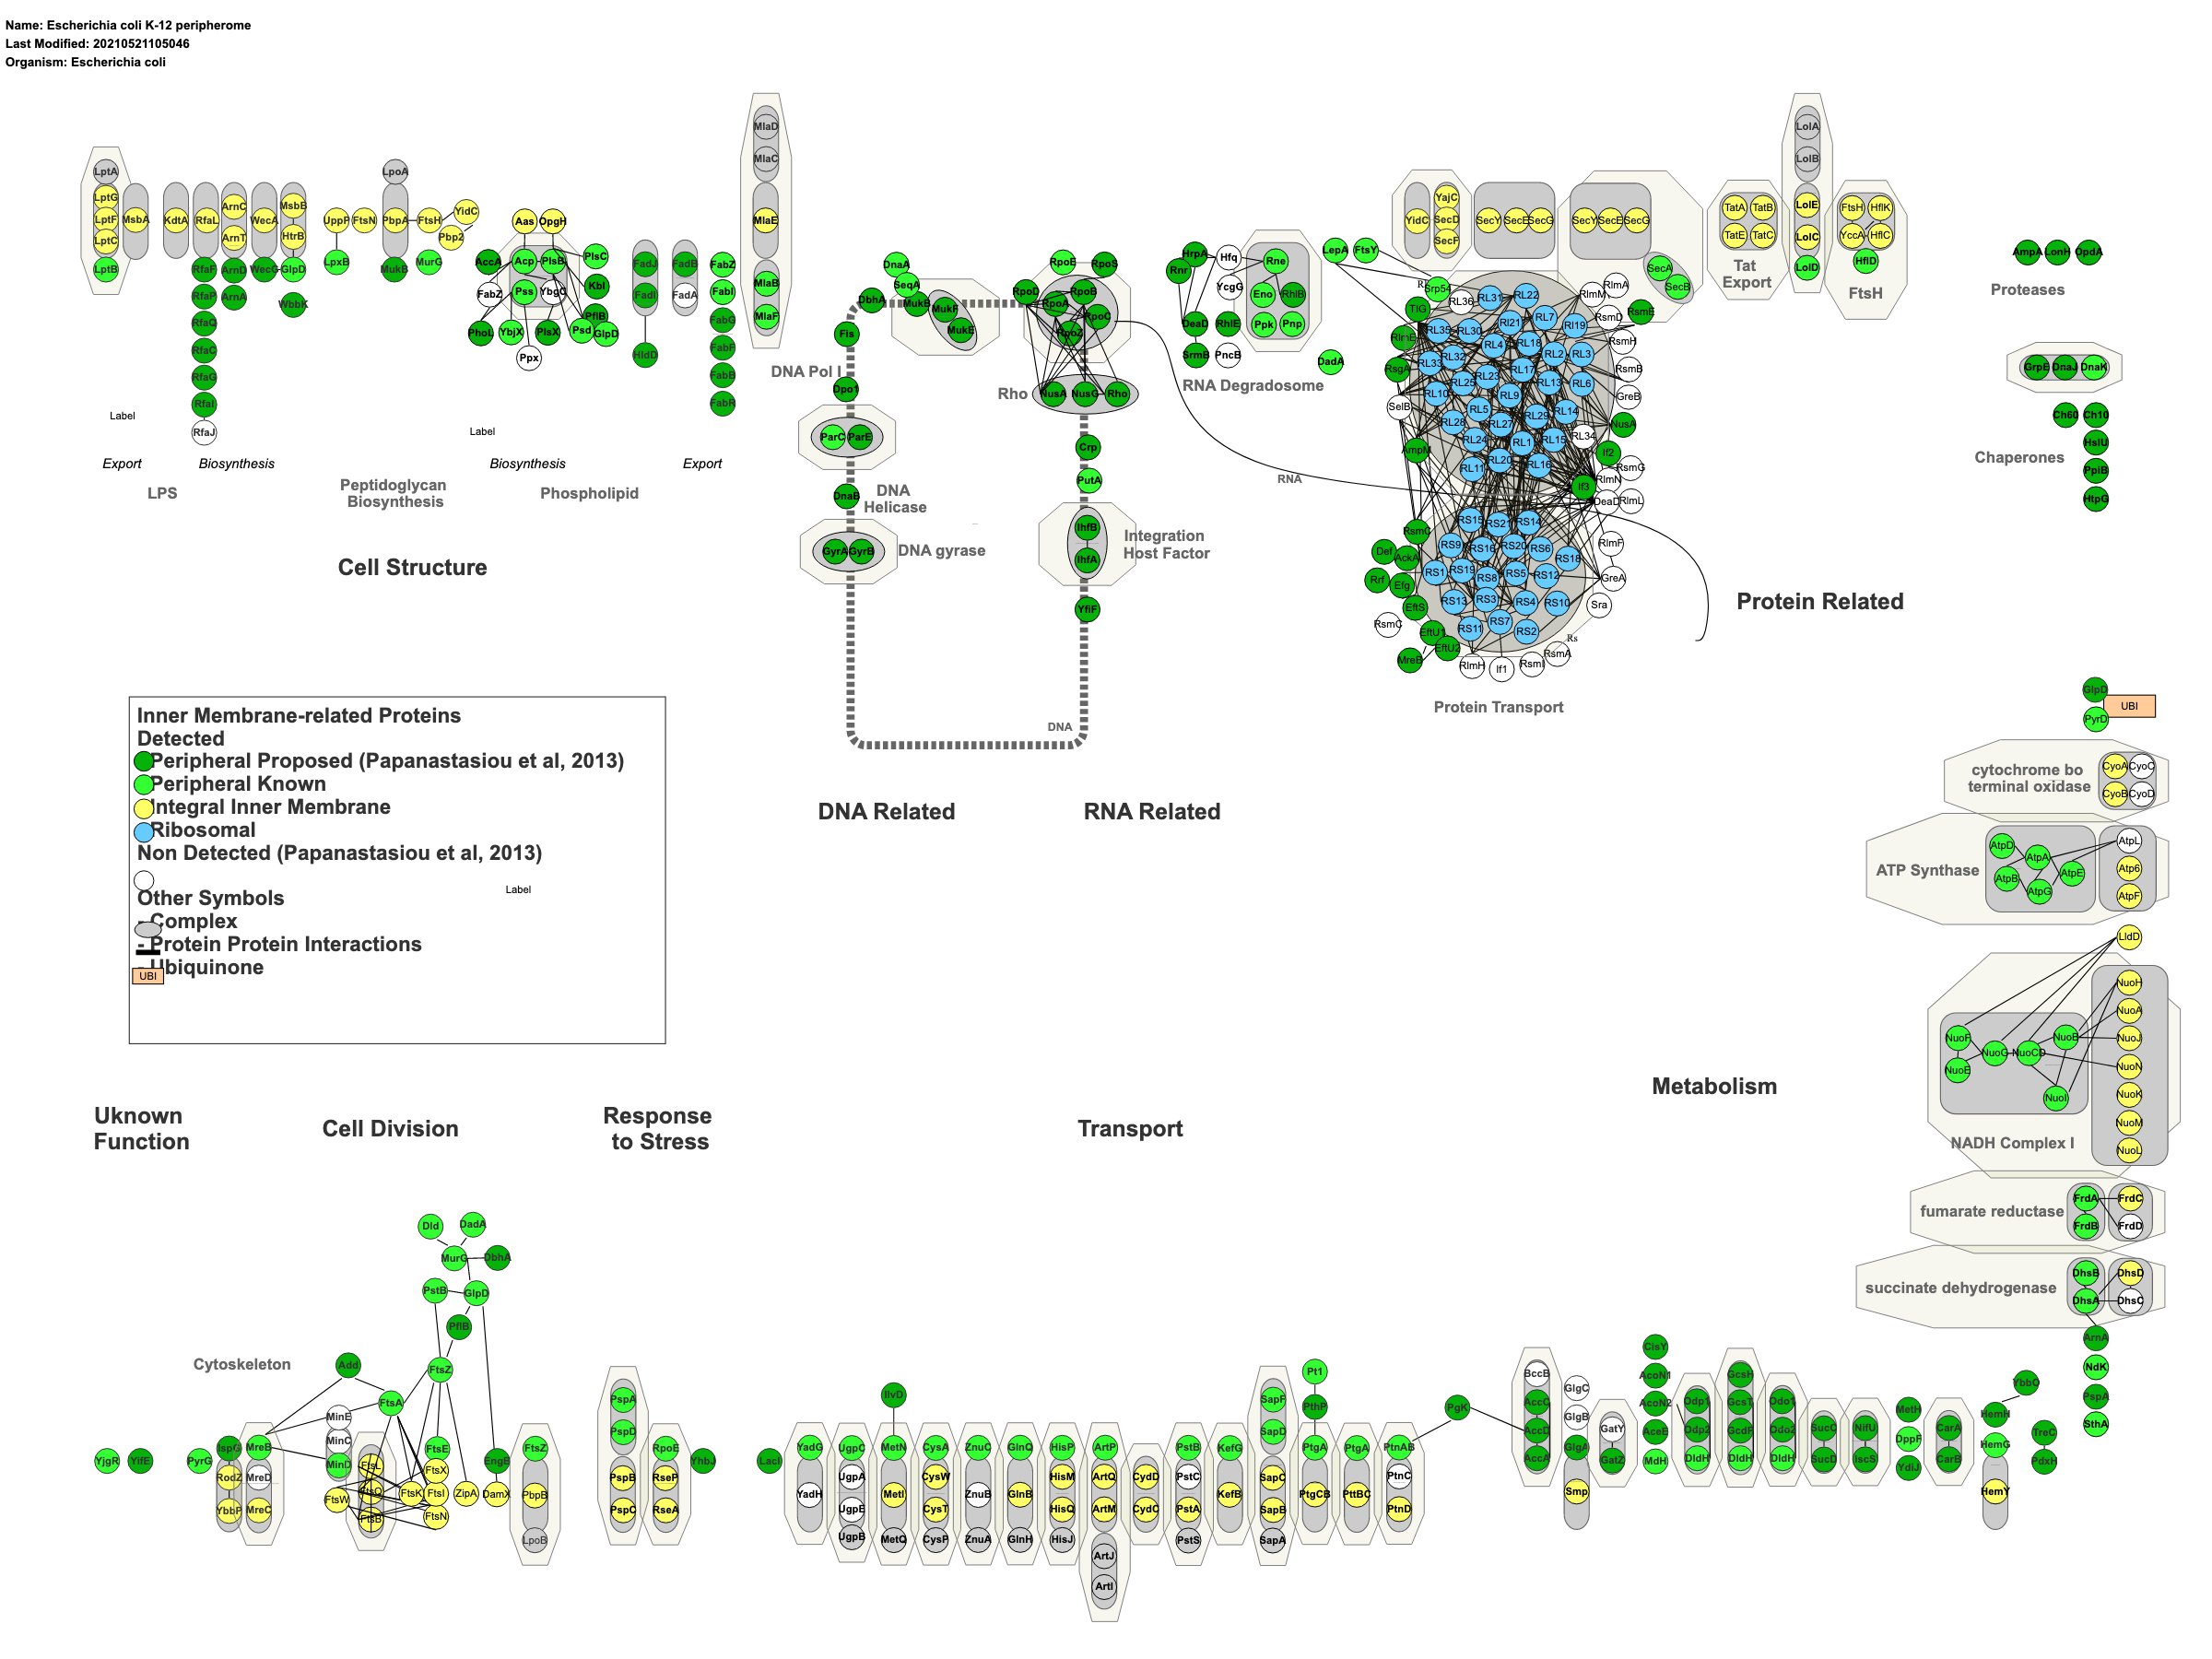 Name: Escherichia coli K-12 peripherome
Last Modified: 20210521105046
Organism: Escherichia coli
LptA
LptG
LptF
LptC
LptB
MsbA
KdtA
RfaL
RfaF
RfaP
RfaQ
RfaC
RfaG
RfaI
RfaJ
ArnC
ArnT
ArnD
ArnA
WecA
WecG
MsbB
HtrB
GlpD
WbbK
Label
Export
Biosynthesis
LPS
LpoA
UppP
FtsN
PbpA
FtsH
YidC
Pbp2
LpxB
MukB
MurG
Peptidoglycan
Biosynthesis
Aas
OpgH
AccA
Acp
PlsB
PlsC
FabZ
Pss
YbgC
KbI
PflB
PhoL
YbjX
PlsX
Psd
GlpD
Ppx
Label
Biosynthesis
Phospholipid
FadJ
FadI
HldD
FadB
FadA
FabZ
FabI
FabG
FabF
FabB
FabR
Export
MlaD
MlaC
MlaE
MlaB
MlaF
Cell Structure
DnaA
SeqA
DbhA
MukB
MukF
MukE
Fis
DNA Pol I
Dpo1
ParC
ParE
DnaB
DNA
Helicase
GyrA
GyrB
DNA gyrase
DNA
DNA Related
RpoE
RpoS
RpoD
RpoB
RpoA
RpoC
RpoZ
Rho
NusA
NusG
Rho
Crp
PutA
IhfB
IhfA
Integration
Host Factor
YfiF
RNA Related
HrpA
Hfq
Rnr
YcgG
Rne
Eno
RhlB
Ppk
Pnp
DeaD
RhlE
SrmB
PncB
DadA
RNA Degradosome
RNA
LepA
FtsY
YidC
YajC
SecD
SecF
SecY
SecE
SecG
SecY
SecE
SecG
SecA
SecB
Srp54
TIG
RsgA
SelB
AmpM
RL36
RL31
RL22
RL35
RL30
Rl21
RL7
Rl19
RL4
RL18
RL33
RL32
RL2
RL3
RL25
RL23
RL17
RL13
RL6
RL10
RL9
RL5
RL29
RL14
RL28
RL27
RL24
RL1
RL15
RL34
RL11
RL20
RL16
RlmM
RlmA
RsmD
RsmE
RsmH
RsmB
GreB
NusA
If2
RsmG
RlmN
If3
DeaD
RlmL
RS15
RS21
RS14
RS9
RS16
RS20
RS6
RS18
RS1
RS19
RS8
RS5
RS12
RS13
RS3
RS4
RS10
RS11
RS7
RS2
RsmC
Def
AckA
Rrf
Efg
EftS
RsmC
EftU1
EftU2
MreB
RlmF
GreA
Sra
Rs
RsmA
RlmH
If1
RsmI
Protein Transport
TatA
TatB
TatE
TatC
Tat
Export
LolA
LolB
LolE
LolC
LolD
FtsH
HflK
YccA
HflC
HflD
FtsH
AmpA
LonH
OpdA
Proteases
GrpE
DnaJ
DnaK
Ch60
Ch10
HslU
PpiB
HtpG
Chaperones
Protein Related
Inner Membrane-related Proteins
Detected
Peripheral Proposed (Papanastasiou et al, 2013)
Peripheral Known
Integral Inner Membrane
Ribosomal
Non Detected (Papanastasiou et al, 2013)
Other Symbols
- Complex
- Protein Protein Interactions
- Ubiquinone
UBI
Label
GlpD
UBI
PyrD
cytochrome bo
terminal oxidase
CyoA
CyoC
CyoB
CyoD
ATP Synthase
AtpD
AtpA
AtpB
AtpG
AtpE
AtpL
Atp6
AtpF
LldD
NuoF
NuoG
NuoCD
NuoB
NuoE
NuoI
NuoH
NuoA
NuoJ
NuoN
NuoK
NuoM
NuoL
NADH Complex I
fumarate reductase
FrdA
FrdC
FrdB
FrdD
succinate dehydrogenase
DhsB
DhsD
DhsA
DhsC
ArnA
NdK
PspA
SthA
Metabolism
Uknown
Function
Cell Division
Response
to Stress
Transport
YjgR
YifE
Dld
DadA
MurG
DbhA
PstB
GlpD
PflB
Cytoskeleton
Add
FtsZ
FtsA
MinE
MinC
MinD
PyrG
IspG
RodZ
YbbF
MreB
MreD
MreC
FtsL
FtsQ
FtsB
FtsW
FtsE
FtsX
FtsK
FtsI
FtsN
ZipA
EngB
DamX
FtsZ
PbpB
LpoB
PspA
PspD
PspB
PspC
RpoE
RseP
RseA
YhbJ
LacI
YadG
YadH
UgpC
UgpA
UgpE
UgpB
IlvD
MetN
MetI
MetQ
CysA
CysW
CysT
CysP
ZnuC
ZnuB
ZnuA
GlnQ
GlnB
GlnH
HisP
HisM
HisQ
HisJ
ArtP
ArtQ
ArtM
ArtJ
ArtI
CydD
CydC
PstB
PstC
PstA
PstS
KefG
KefB
SapF
SapD
SapC
SapB
SapA
Pt1
PthP
PtgA
PtgCB
PtgA
PttBC
PtnAB
PtnC
PtnD
PgK
BccB
AccC
AccD
AccA
GlgC
GlgB
GlgA
Smp
GatY
GatZ
CisY
AcoN1
AcoN2
AceE
MdH
Odp1
Odp2
DldH
GcsH
GcsT
GcdP
DldH
Odo1
Odo2
DldH
SucC
SucD
NifU
IscS
MetH
DppF
YdiJ
CarA
CarB
YbbO
HemH
HemG
HemY
TreC
PdxH